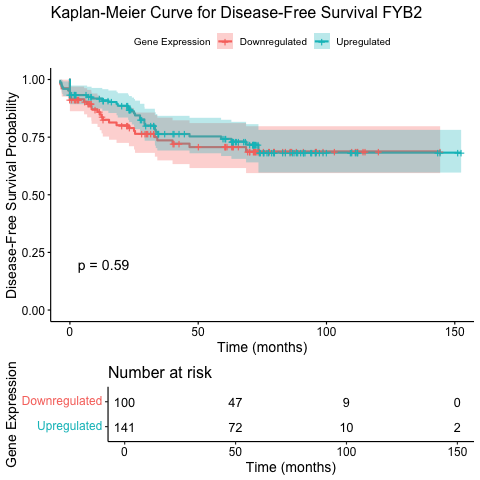 Kaplan-Meier Curve for Disease-Free Survival FYB2
Gene Expression Downregulated Upregulated
Disease-Free Survival Probability
1.00
0.75
0.50
0.25
0.00
p = 0.59
0 50 100 150
Time (months)
Number at risk
Gene Expression
Downregulated 100 47 9 0
Upregulated 141 72 10 2
0 50 100 150
Time (months)